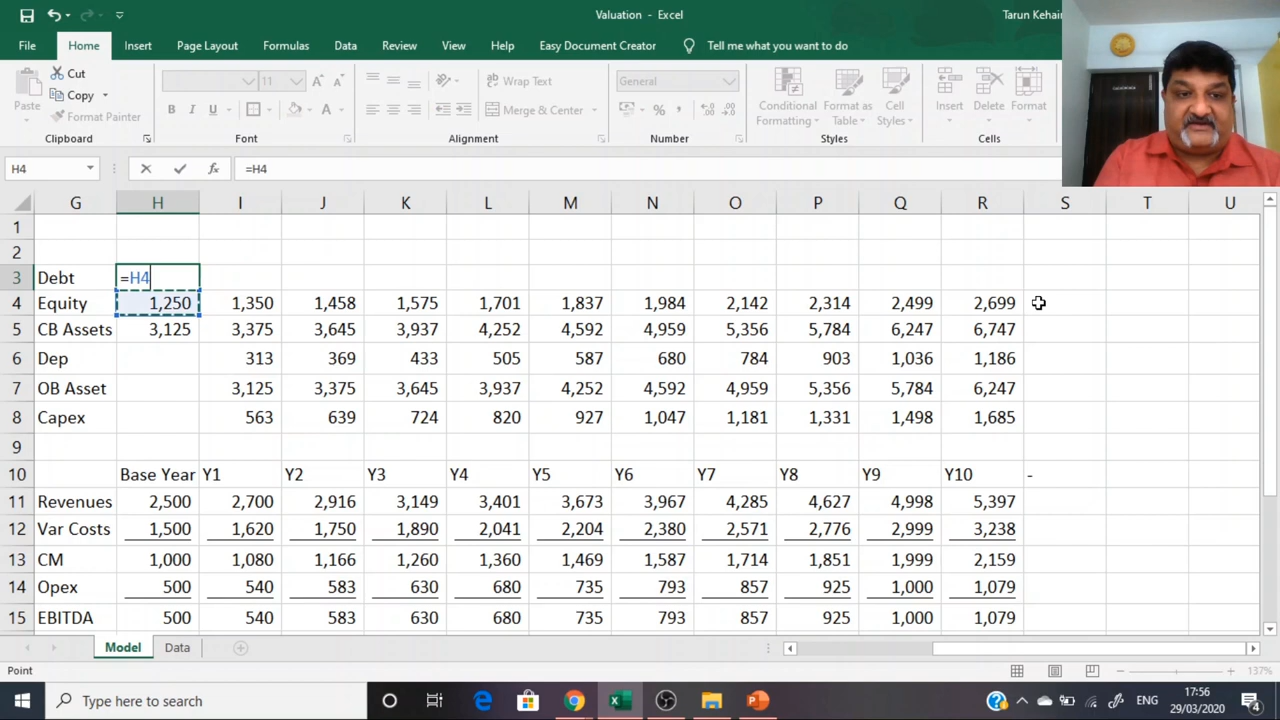 Valuation - Excel
Tarun Kehair
File Home Insert Page Layout Formulas Data Review View Help Easy Document Creator Tell me what you want to do
Paste
Cut
Copy
Format Painter
11
B I U
Wrap Text
Merge & Center
General
Conditional Formatting
Format as Table
Cell Styles
Insert
Delete
Format
Clipboard Font Alignment Number Styles Cells
H4 =H4
G H I J K L M N O P Q R S T U
1
2
3 Debt =H4
4 Equity 1,250 1,350 1,458 1,575 1,701 1,837 1,984 2,142 2,314 2,499 2,699
5 CB Assets 3,125 3,375 3,645 3,937 4,252 4,592 4,959 5,356 5,784 6,247 6,747
6 Dep 313 369 433 505 587 680 784 903 1,036 1,186
7 OB Asset 3,125 3,375 3,645 3,937 4,252 4,592 4,959 5,356 5,784 6,247
8 Capex 563 639 724 820 927 1,047 1,181 1,331 1,498 1,685
9
10 Base Year Y1 Y2 Y3 Y4 Y5 Y6 Y7 Y8 Y9 Y10 -
11 Revenues 2,500 2,700 2,916 3,149 3,401 3,673 3,967 4,285 4,627 4,998 5,397
12 Var Costs 1,500 1,620 1,750 1,890 2,041 2,204 2,380 2,571 2,776 2,999 3,238
13 CM 1,000 1,080 1,166 1,260 1,360 1,469 1,587 1,714 1,851 1,999 2,159
14 Opex 500 540 583 630 680 735 793 857 925 1,000 1,079
15 EBITDA 500 540 583 630 680 735 793 857 925 1,000 1,079
Model Data
Point 137%
Type here to search
ENG
17:56
29/03/2020
4